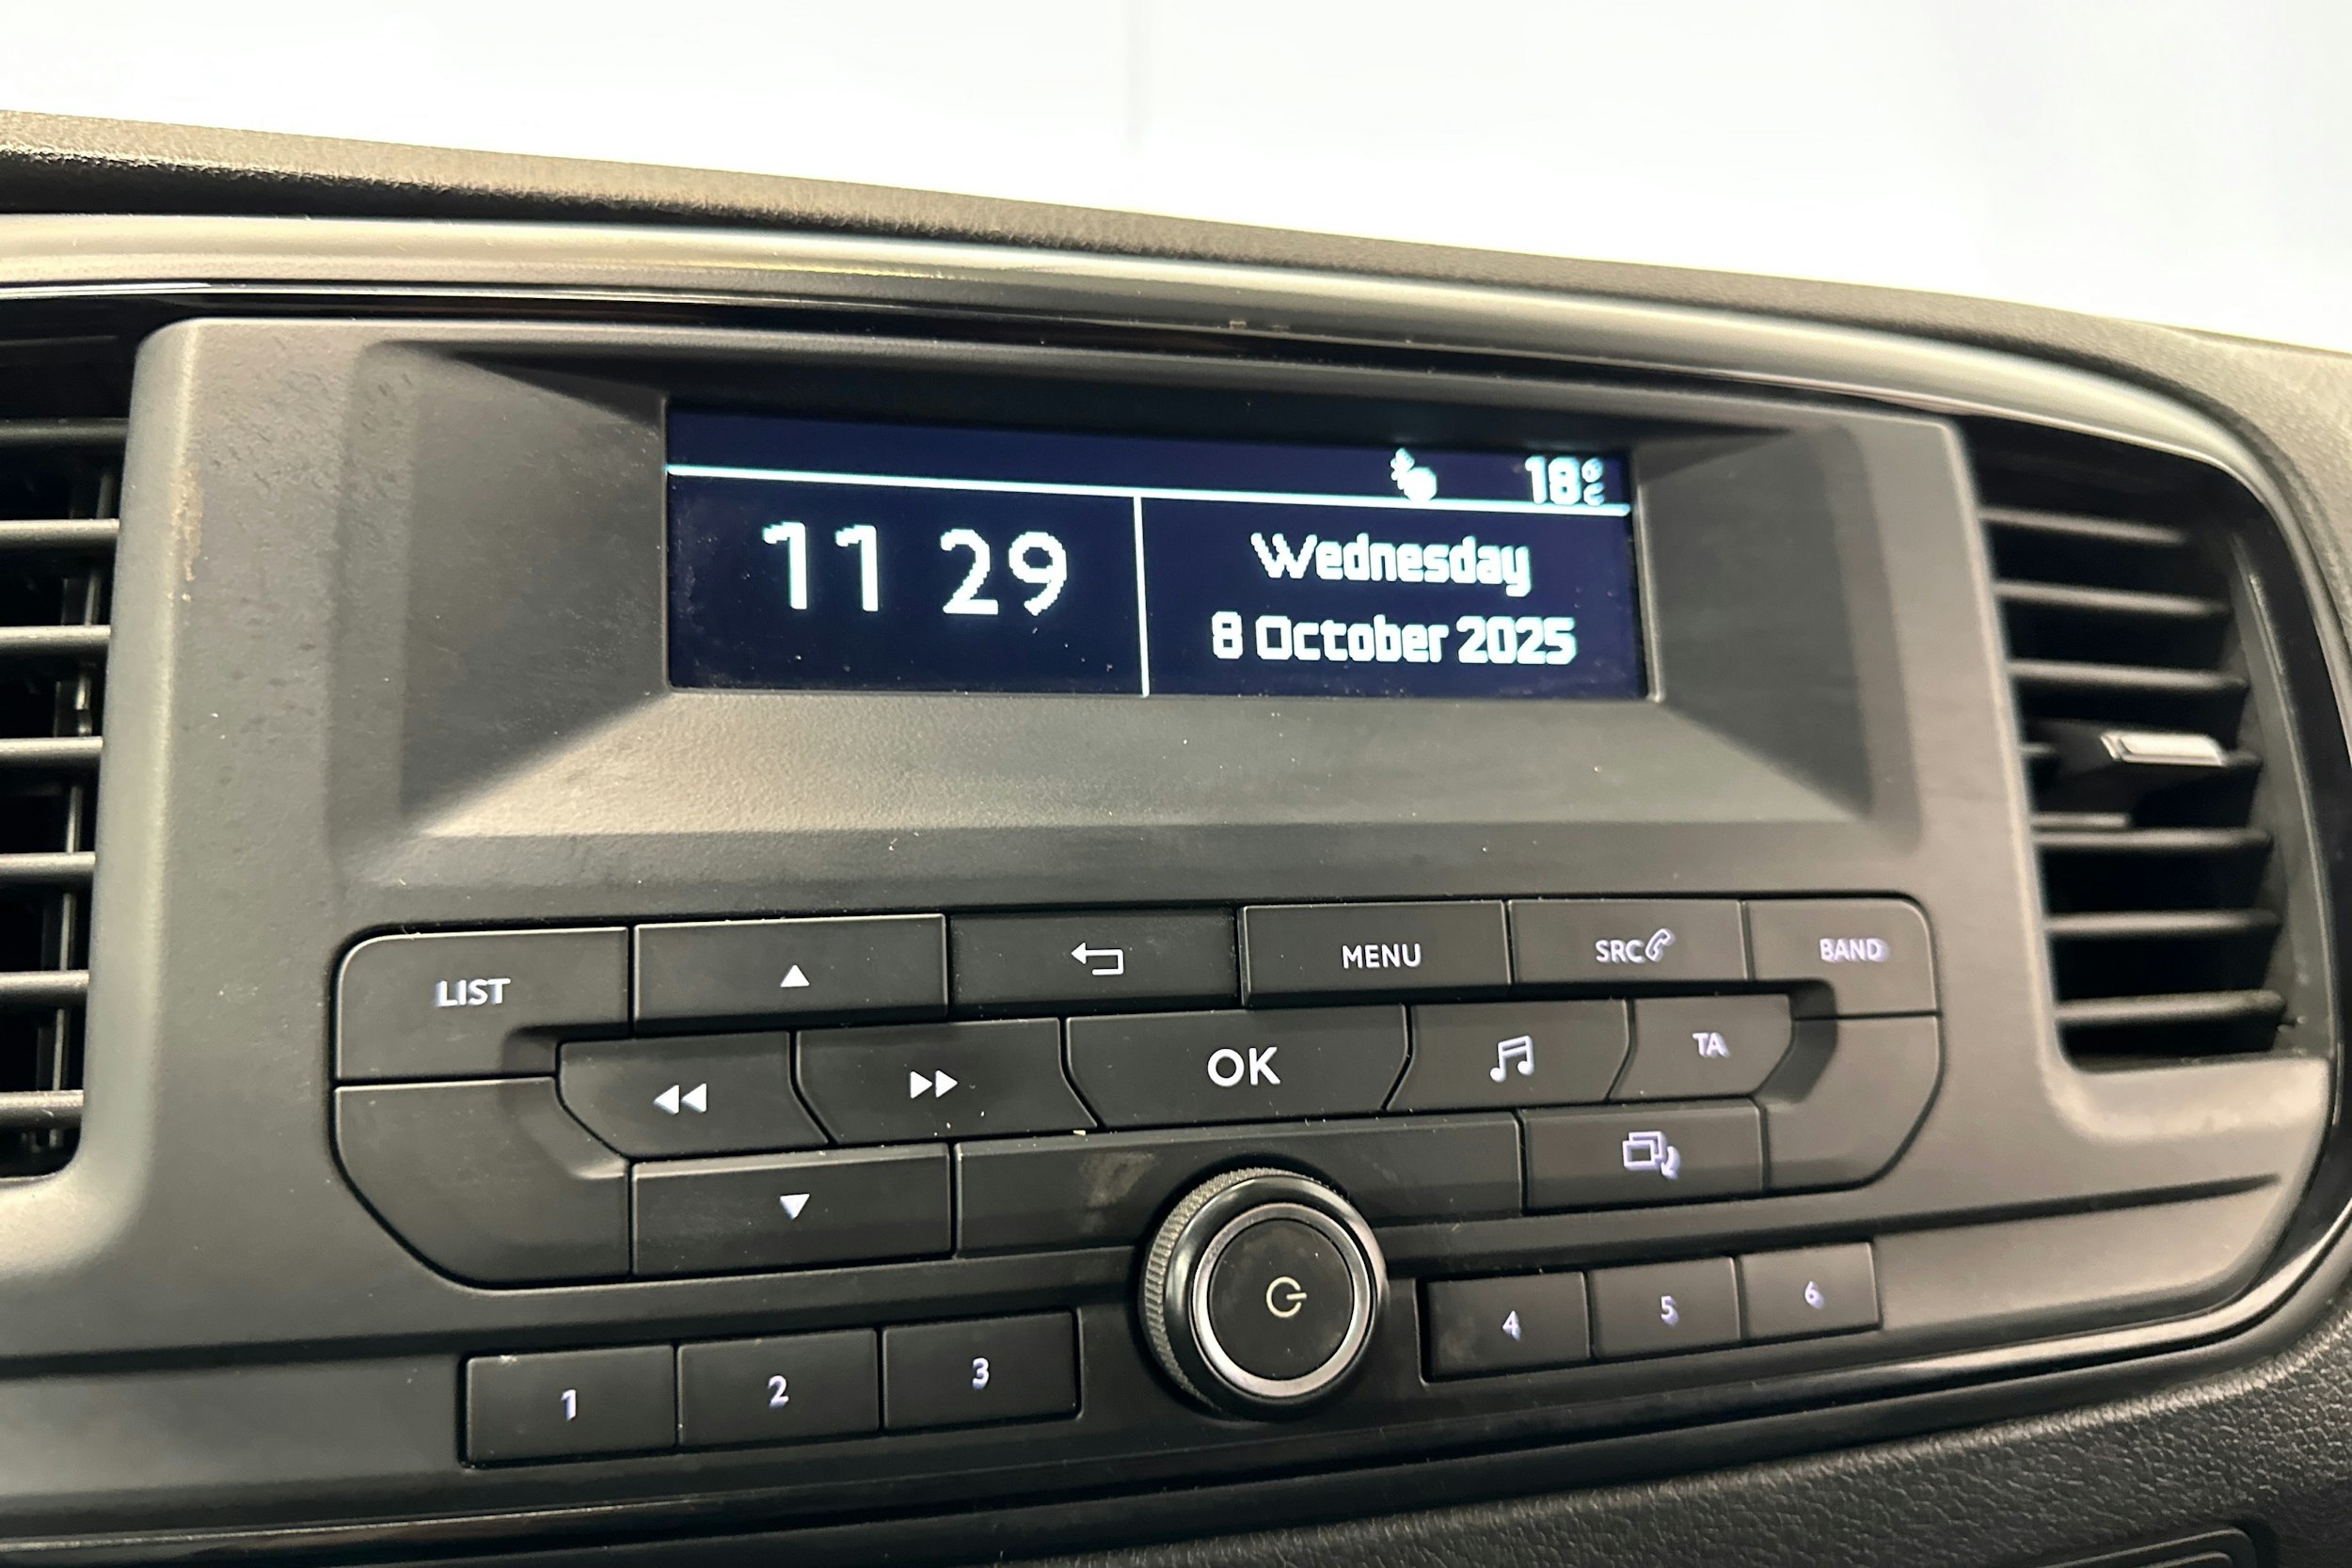 18°C
11 29
Wednesday
8 October 2025
LIST
MENU
SRC
BAND
OK
TA
1
2
3
4
5
6